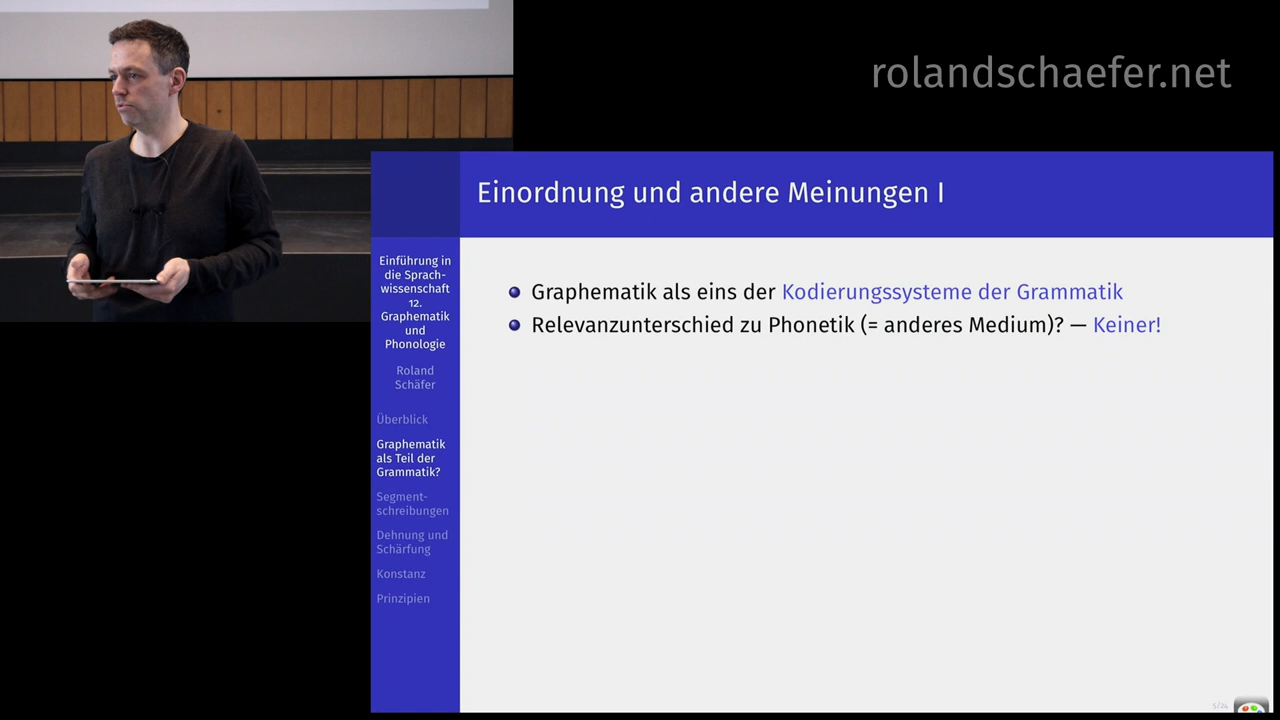 rolandschaefer.net
Einordnung und andere Meinungen I
Einführung in
die Sprach-
wissenschaft
12.
Graphematik
und
Phonologie
Roland
Schäfer
Überblick
Graphematik
als Teil der
Grammatik?
Segment-
schreibungen
Dehnung und
Schärfung
Konstanz
Prinzipien
Graphematik als eins der Kodierungssysteme der Grammatik
Relevanzunterschied zu Phonetik (= anderes Medium)? — Keiner!
5/24